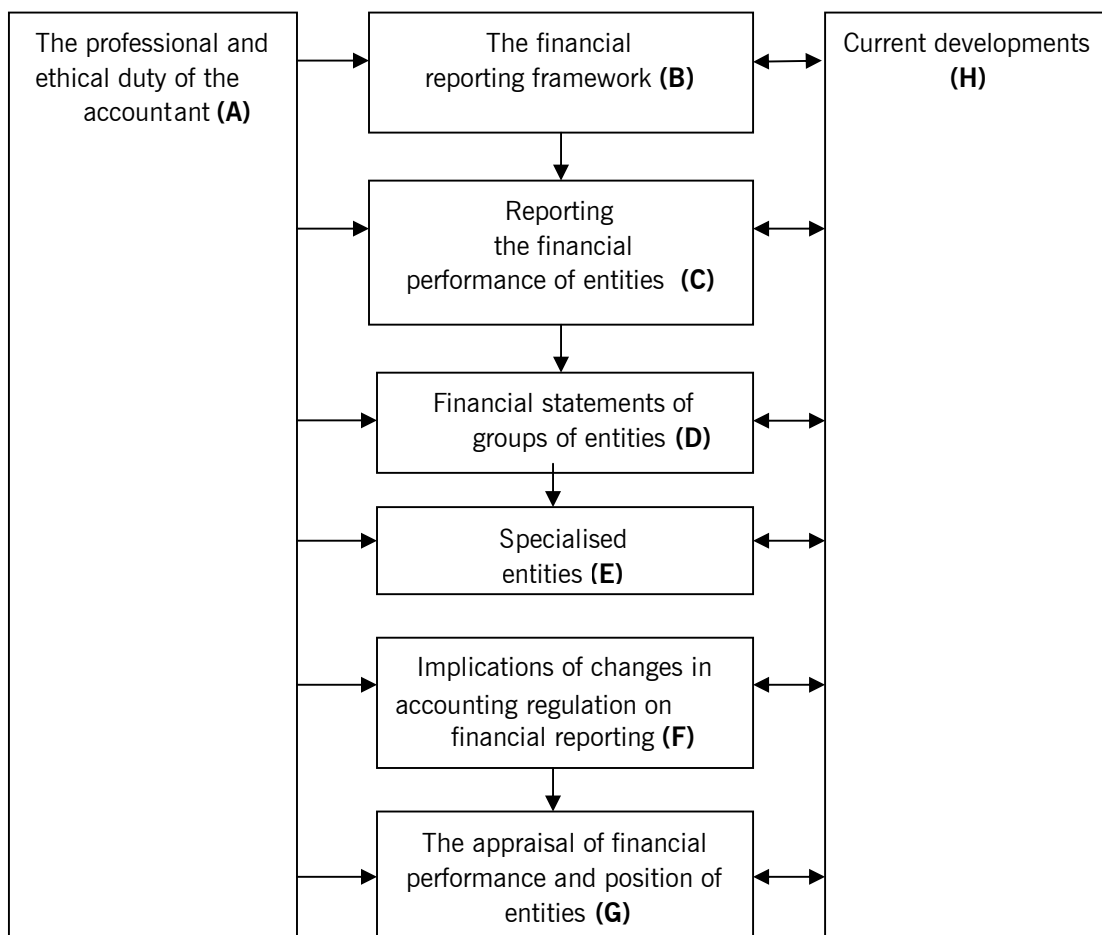 The professional and
ethical duty of the
accountant (A)
The financial
reporting framework (B)
Reporting
the financial
performance of entities (C)
Financial statements of
groups of entities (D)
Specialised
entities (E)
Implications of changes in
accounting regulation on
financial reporting (F)
The appraisal of financial
performance and position of
entities (G)
Current developments
(H)